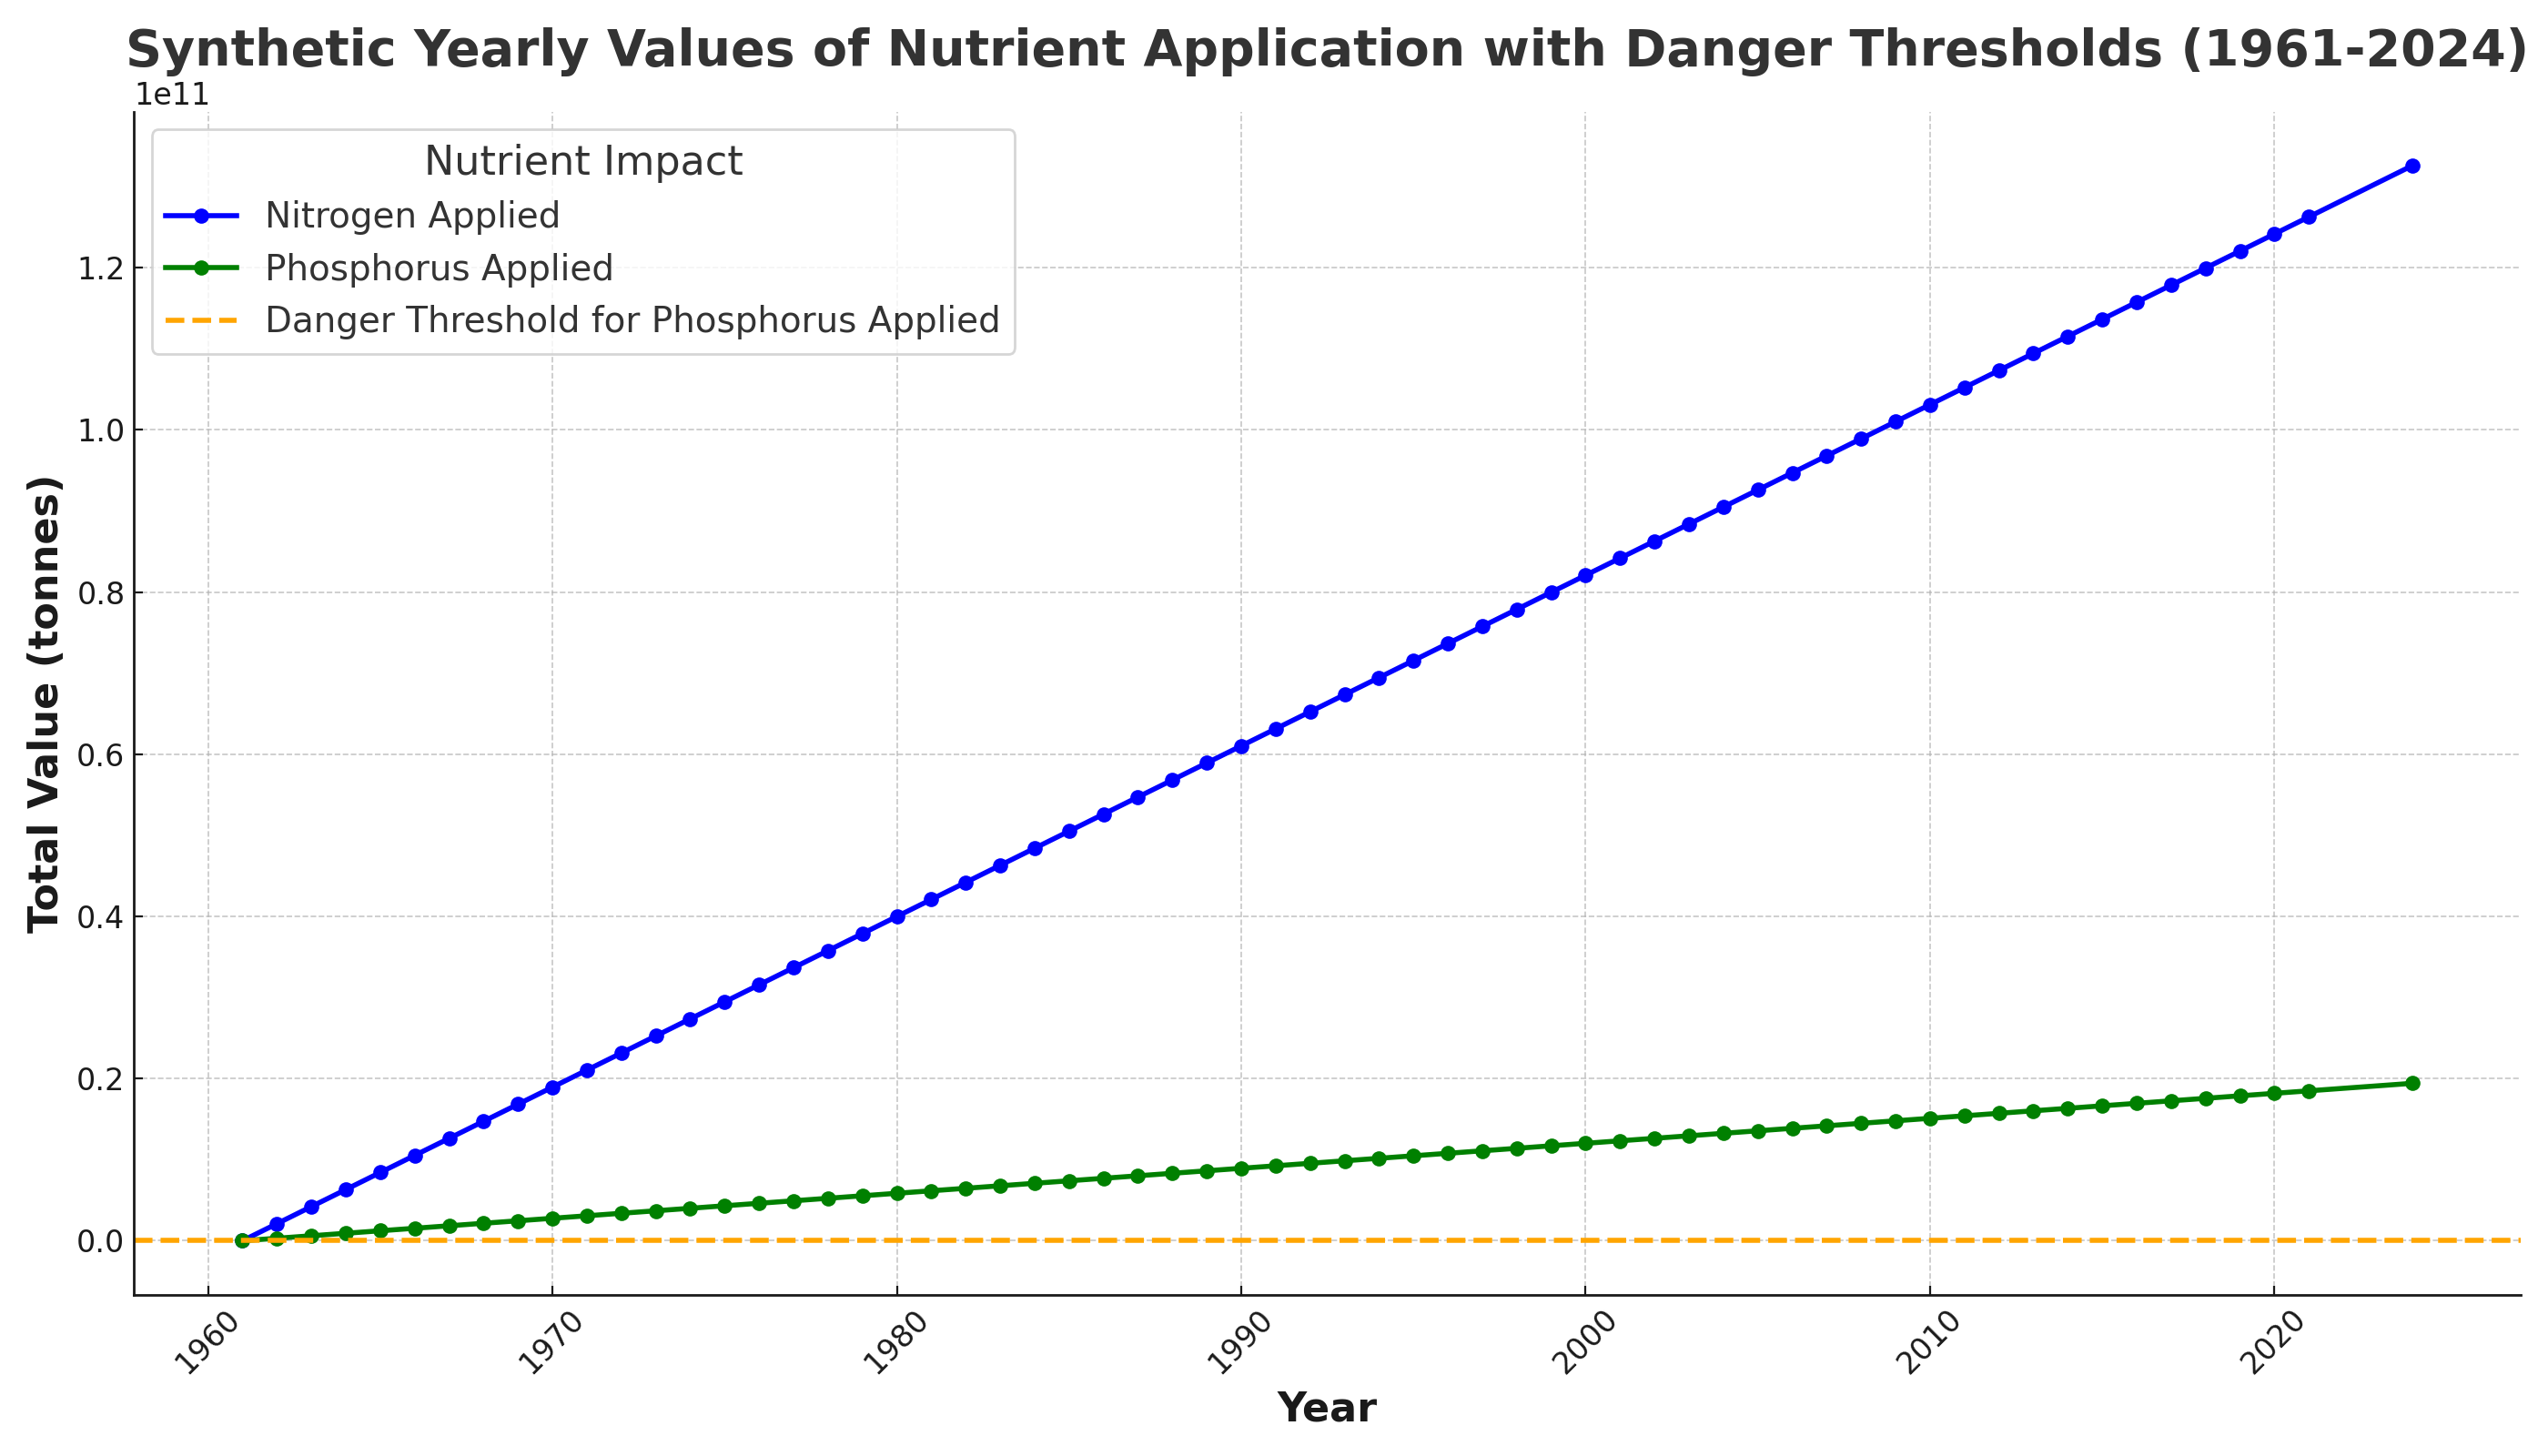 Synthetic Yearly Values of Nutrient Application with Danger Thresholds (1961-2024)
1e11
Nutrient Impact
Nitrogen Applied
Phosphorus Applied
Danger Threshold for Phosphorus Applied
1.2
1.0
0.8
0.6
0.4
0.2
0.0
Total Value (tonnes)
1960
1970
1980
1990
2000
2010
2020
Year